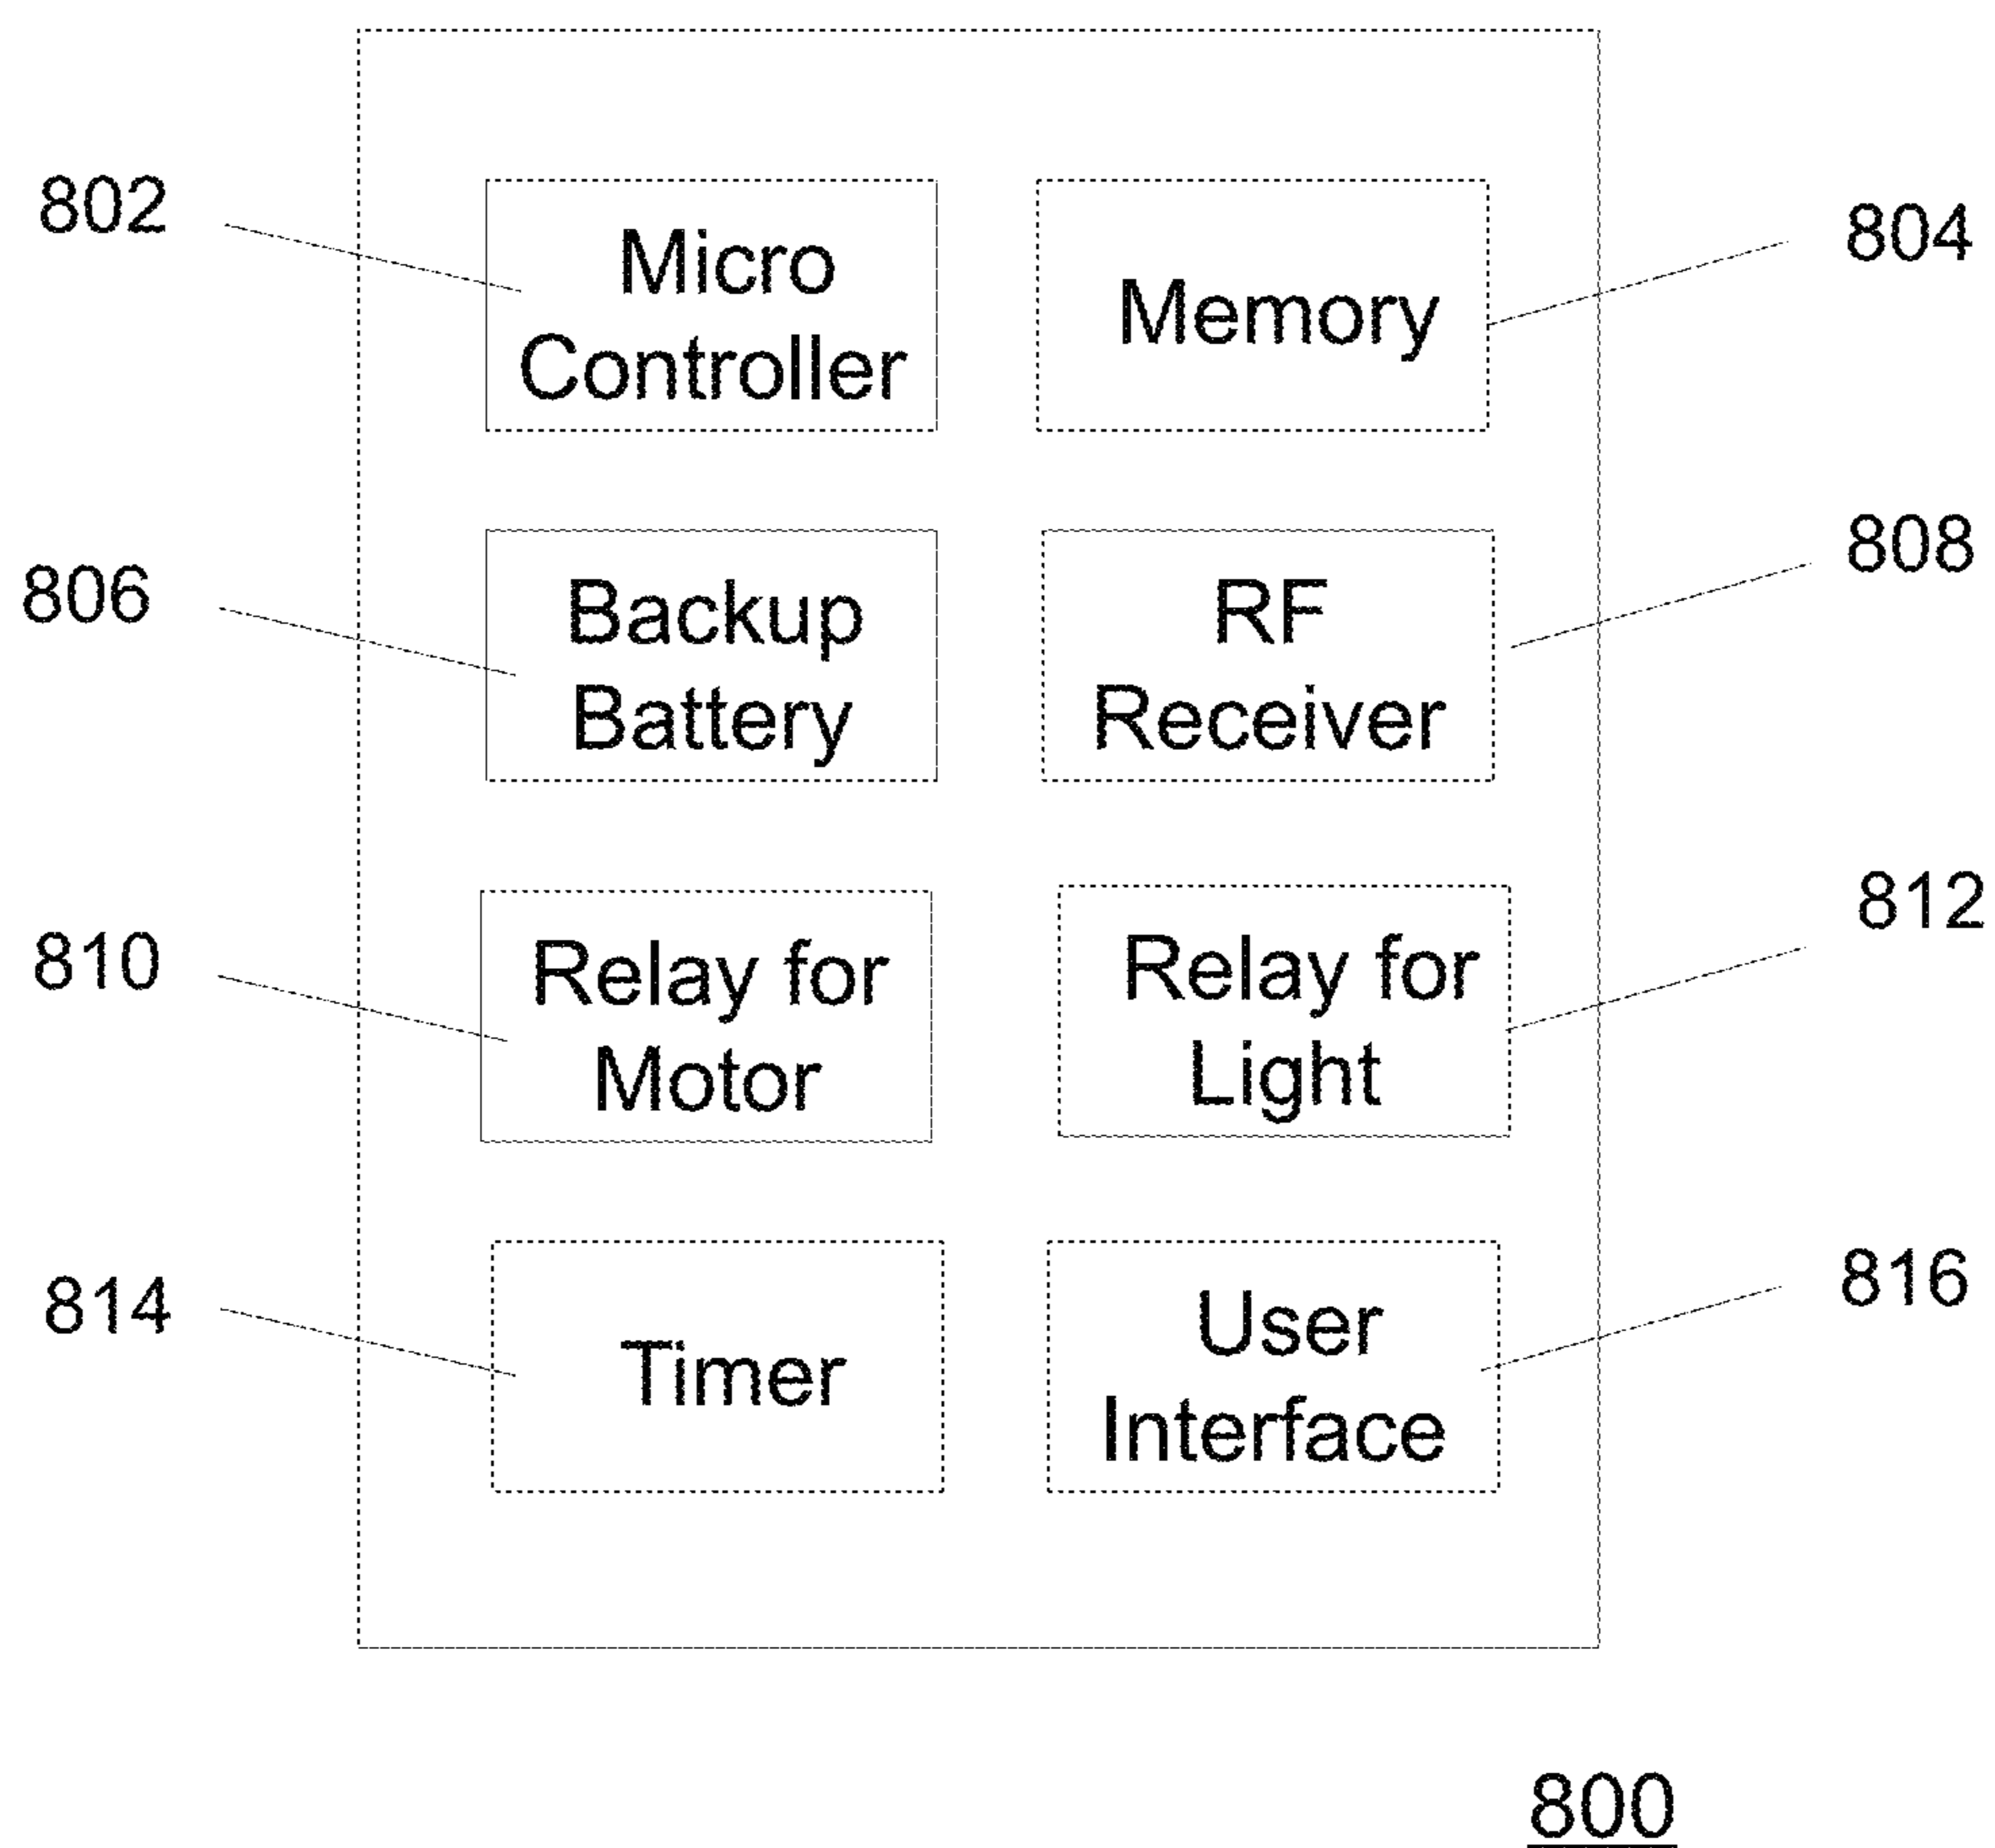 802
Micro
Controller
Memory
804
806
Backup
Battery
RF
Receiver
808
810
Relay for
Motor
Relay for
Light
812
814
Timer
User
Interface
816
800